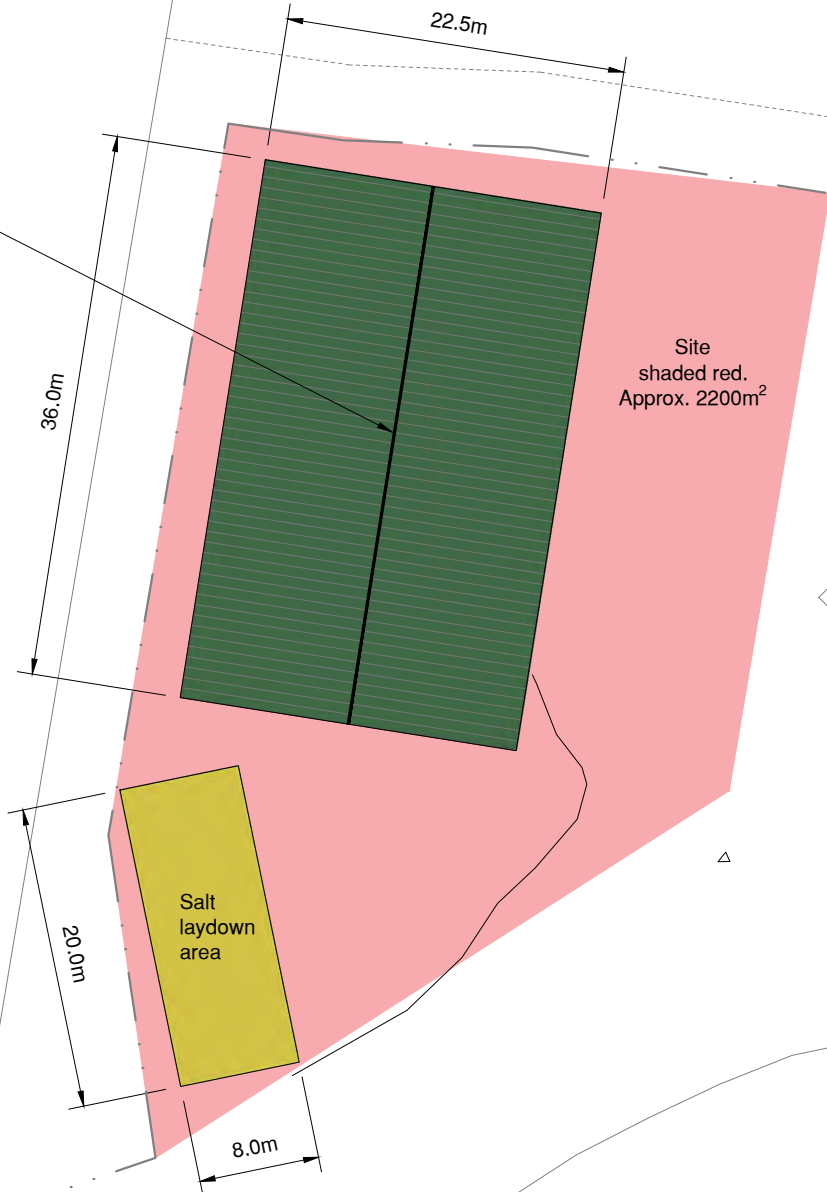 22.5m
36.0m
Site
shaded red.
Approx. 2200m²
Salt
laydown
area
20.0m
8.0m